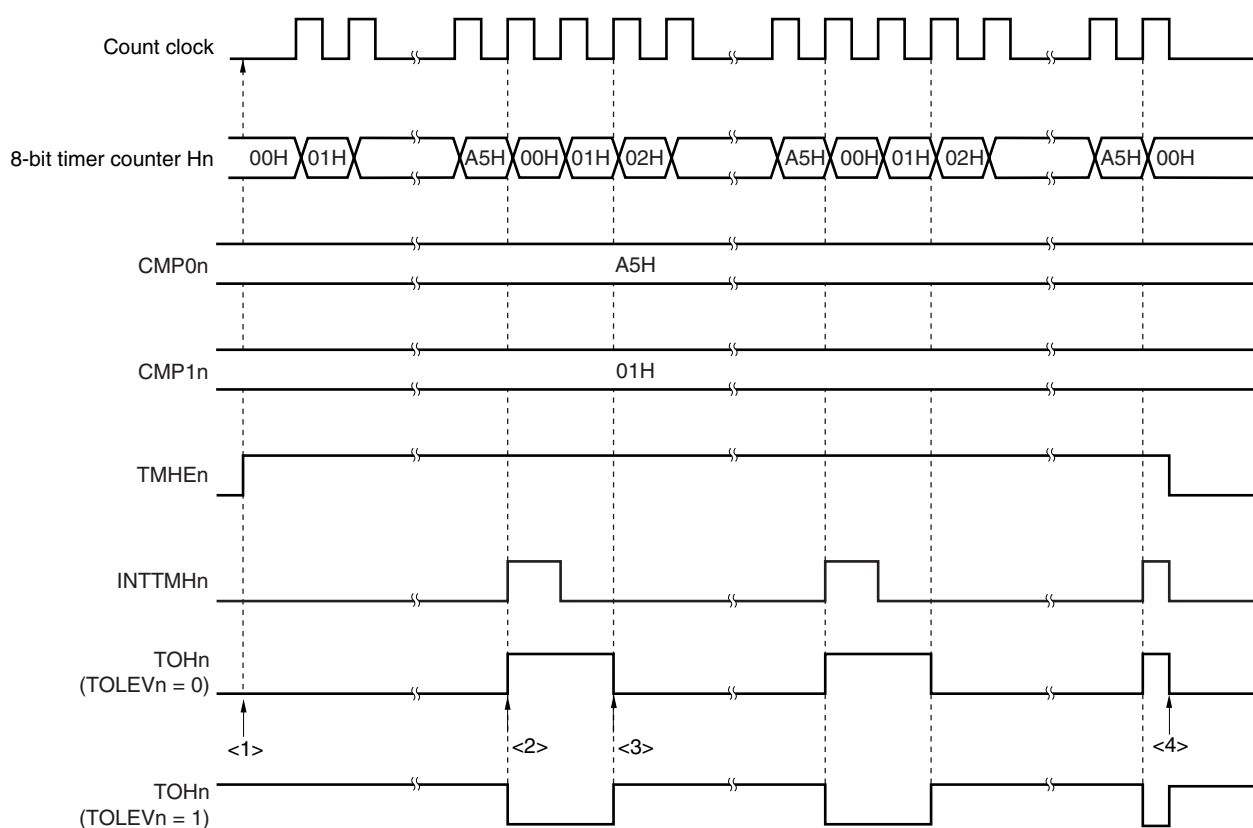 Count clock
8-bit timer counter Hn
00H 01H A5H 00H 01H 02H A5H 00H 01H 02H A5H 00H
CMP0n
A5H
CMP1n
01H
TMHEn
INTTMHn
TOHn
(TOLEVn = 0)
<1> <2> <3> <4>
TOHn
(TOLEVn = 1)